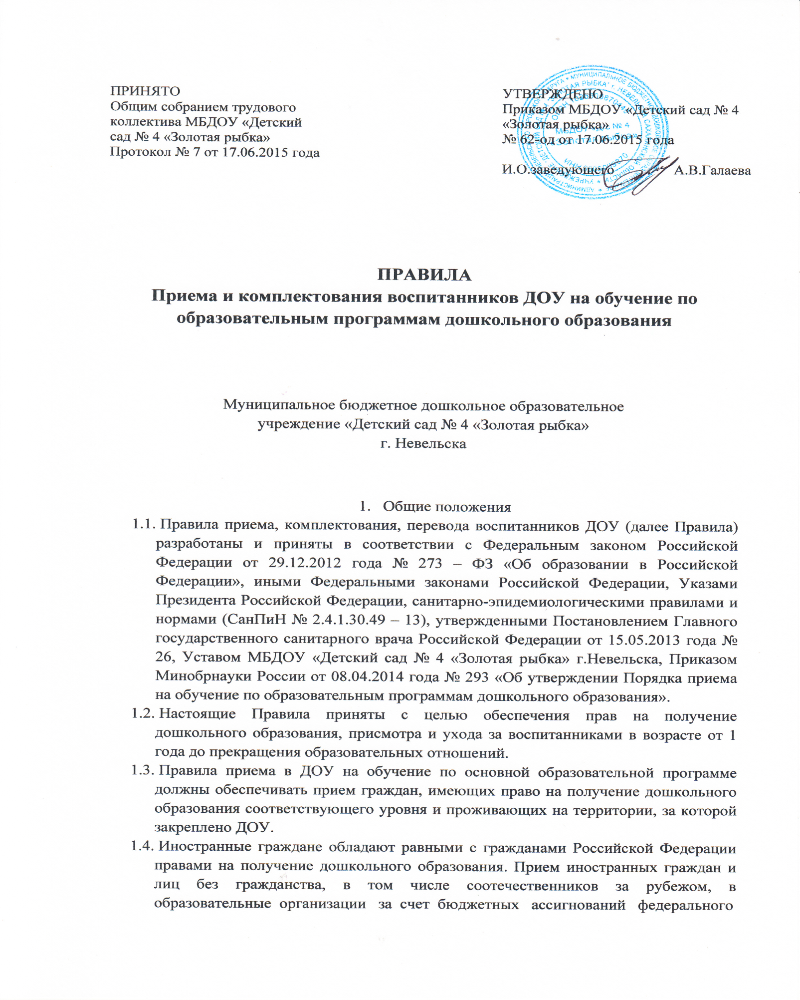 ПРИНЯТО
Общим собранием трудового
коллектива МБДОУ «Детский
сад № 4 «Золотая рыбка»
Протокол № 7 от 17.06.2015 года
УТВЕРЖДЕНО
Приказом МБДОУ «Детский сад № 4
«Золотая рыбка»
№ 62-од от 17.06.2015 года
И.О.заведующего А.В.Галаева
МБДОУ «Д/С № 4
«Золотая рыбка»
ПРАВИЛА
Приема и комплектования воспитанников ДОУ на обучение по
образовательным программам дошкольного образования
Муниципальное бюджетное дошкольное образовательное
учреждение «Детский сад № 4 «Золотая рыбка»
г. Невельска
1. Общие положения
1.1. Правила приема, комплектования, перевода воспитанников ДОУ (далее Правила)
разработаны и приняты в соответствии с Федеральным законом Российской
Федерации от 29.12.2012 года № 273 – ФЗ «Об образовании в Российской
Федерации», иными Федеральными законами Российской Федерации, Указами
Президента Российской Федерации, санитарно-эпидемиологическими правилами и
нормами (СанПиН № 2.4.1.30.49 – 13), утвержденными Постановлением Главного
государственного санитарного врача Российской Федерации от 15.05.2013 года №
26, Уставом МБДОУ «Детский сад № 4 «Золотая рыбка» г.Невельска, Приказом
Минобрнауки России от 08.04.2014 года № 293 «Об утверждении Порядка приема
на обучение по образовательным программам дошкольного образования».
1.2. Настоящие Правила приняты с целью обеспечения прав на получение
дошкольного образования, присмотра и ухода за воспитанниками в возрасте от 1
года до прекращения образовательных отношений.
1.3. Правила приема в ДОУ на обучение по основной образовательной программе
должны обеспечивать прием граждан, имеющих право на получение дошкольного
образования соответствующего уровня и проживающих на территории, за которой
закреплено ДОУ.
1.4. Иностранные граждане обладают равными с гражданами Российской Федерации
правами на получение дошкольного образования. Прием иностранных граждан и
лиц без гражданства, в том числе соотечественников за рубежом, в
образовательные организации за счет бюджетных ассигнований федерального